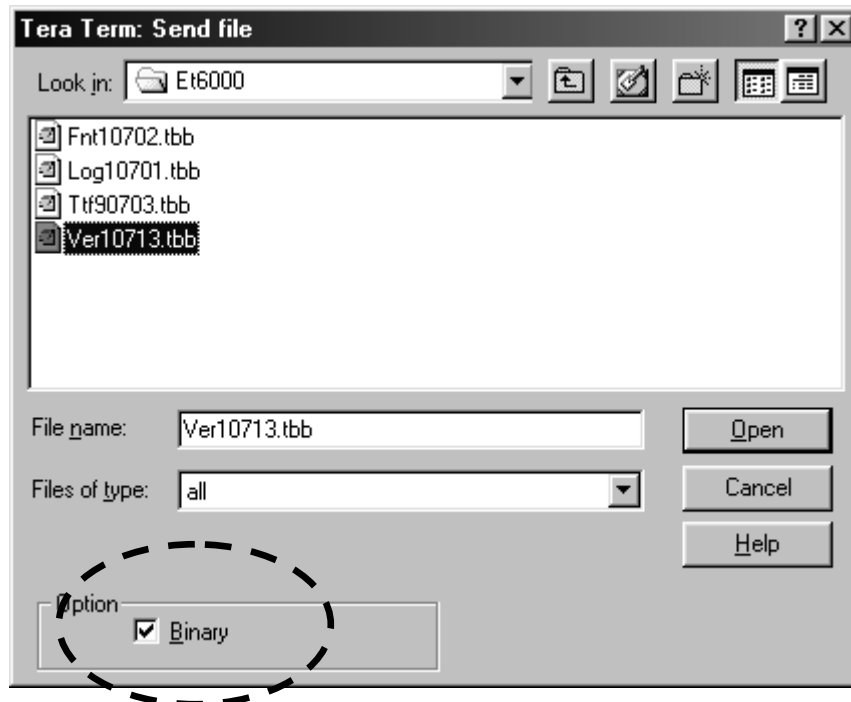 Tera Term: Send file
Look in: Et6000
Fnt10702.tbb
Log10701.tbb
Ttf90703.tbb
Ver10713.tbb
File name: Ver10713.tbb Open
Files of type: all Cancel
Help
Option
Binary